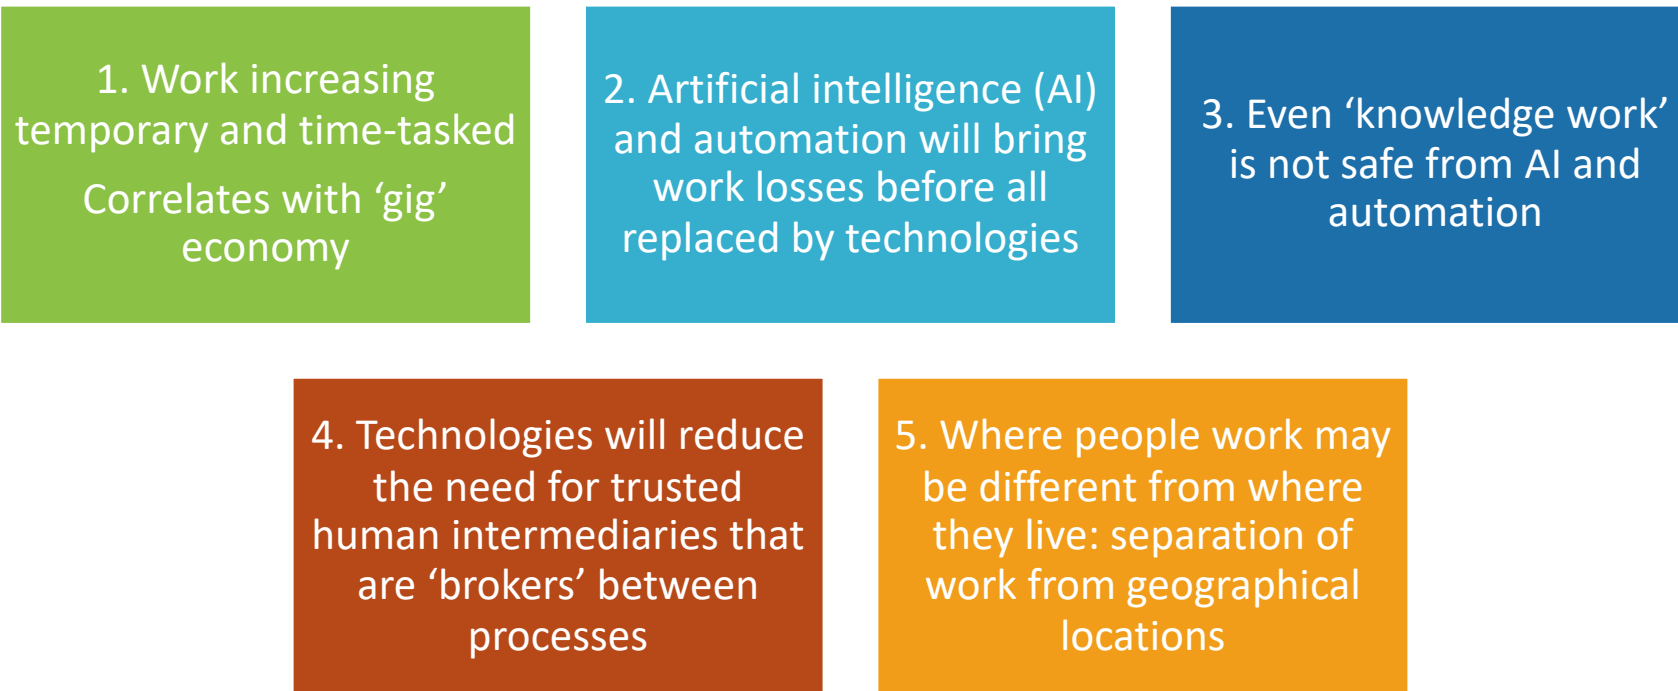 1. Work increasing
temporary and time-tasked
Correlates with ‘gig’
economy
2. Artificial intelligence (AI)
and automation will bring
work losses before all
replaced by technologies
3. Even ‘knowledge work’
is not safe from AI and
automation
4. Technologies will reduce
the need for trusted
human intermediaries that
are ‘brokers’ between
processes
5. Where people work may
be different from where
they live: separation of
work from geographical
locations